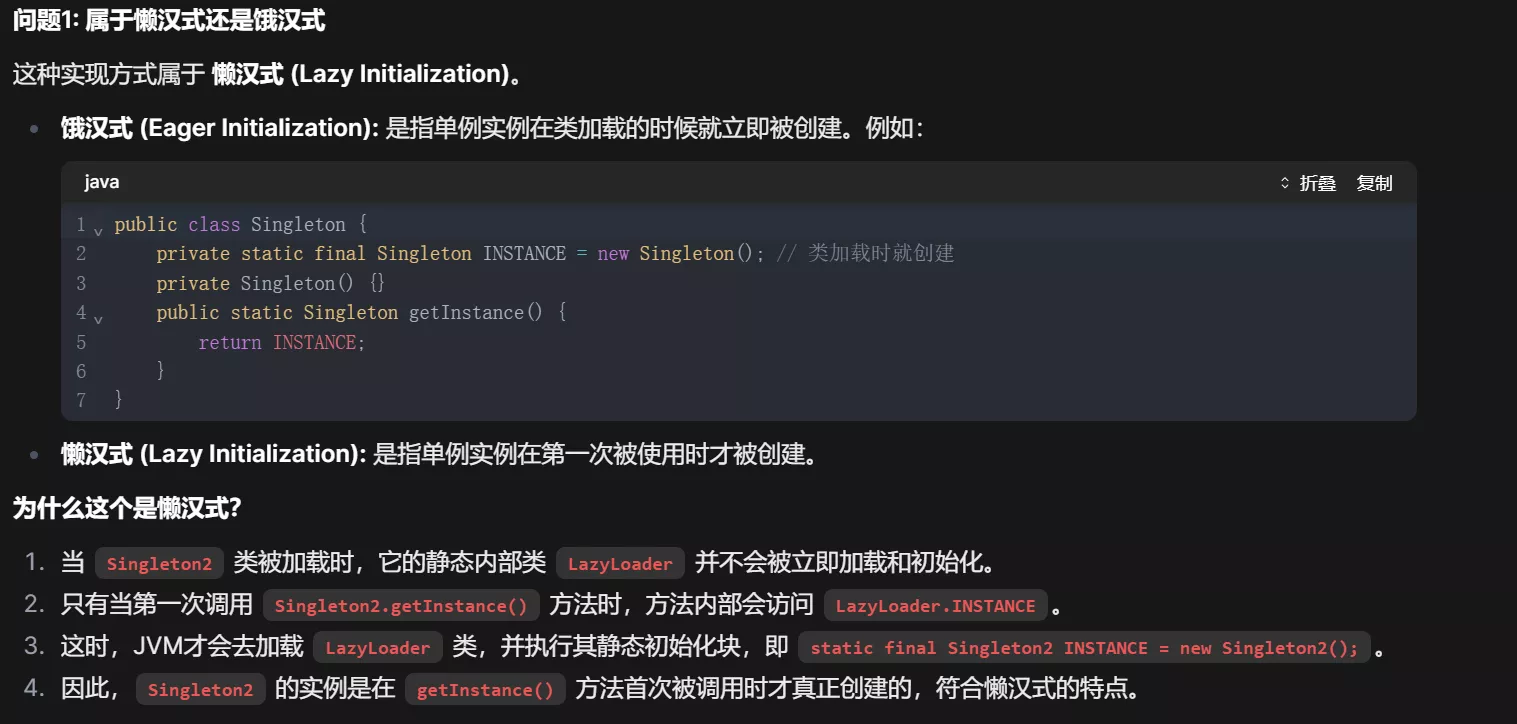 问题1: 属于懒汉式还是饿汉式
这种实现方式属于 懒汉式 (Lazy Initialization)。
• 饿汉式 (Eager Initialization): 是指单例实例在类加载的时候就立即被创建。例如：
java 折叠 复制
1 public class Singleton {
2     private static final Singleton INSTANCE = new Singleton(); // 类加载时就创建
3     private Singleton() {}
4     public static Singleton getInstance() {
5         return INSTANCE;
6     }
7 }
• 懒汉式 (Lazy Initialization): 是指单例实例在第一次被使用时才被创建。
为什么这个是懒汉式？
1. 当 Singleton2 类被加载时，它的静态内部类 LazyLoader 并不会被立即加载和初始化。
2. 只有当第一次调用 Singleton2.getInstance() 方法时，方法内部会访问 LazyLoader.INSTANCE 。
3. 这时，JVM才会去加载 LazyLoader 类，并执行其静态初始化块，即 static final Singleton2 INSTANCE = new Singleton2(); 。
4. 因此， Singleton2 的实例是在 getInstance() 方法首次被调用时才真正创建的，符合懒汉式的特点。